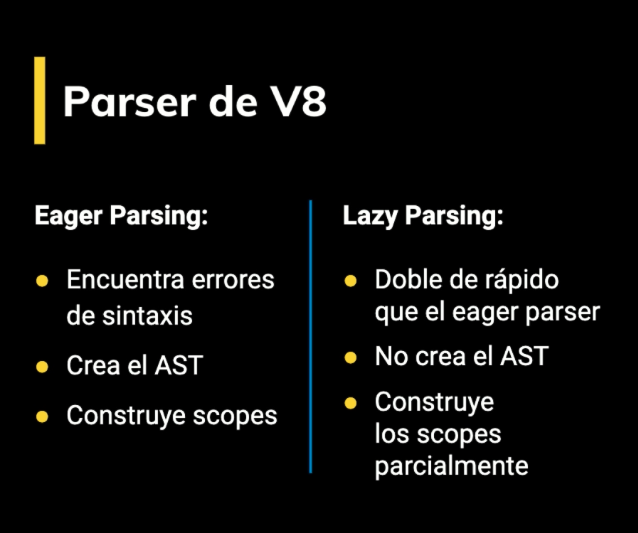 Parser de V8
Eager Parsing:
● Encuentra errores
de sintaxis
● Crea el AST
● Construye scopes
Lazy Parsing:
● Doble de rápido
que el eager parser
● No crea el AST
● Construye
los scopes
parcialmente